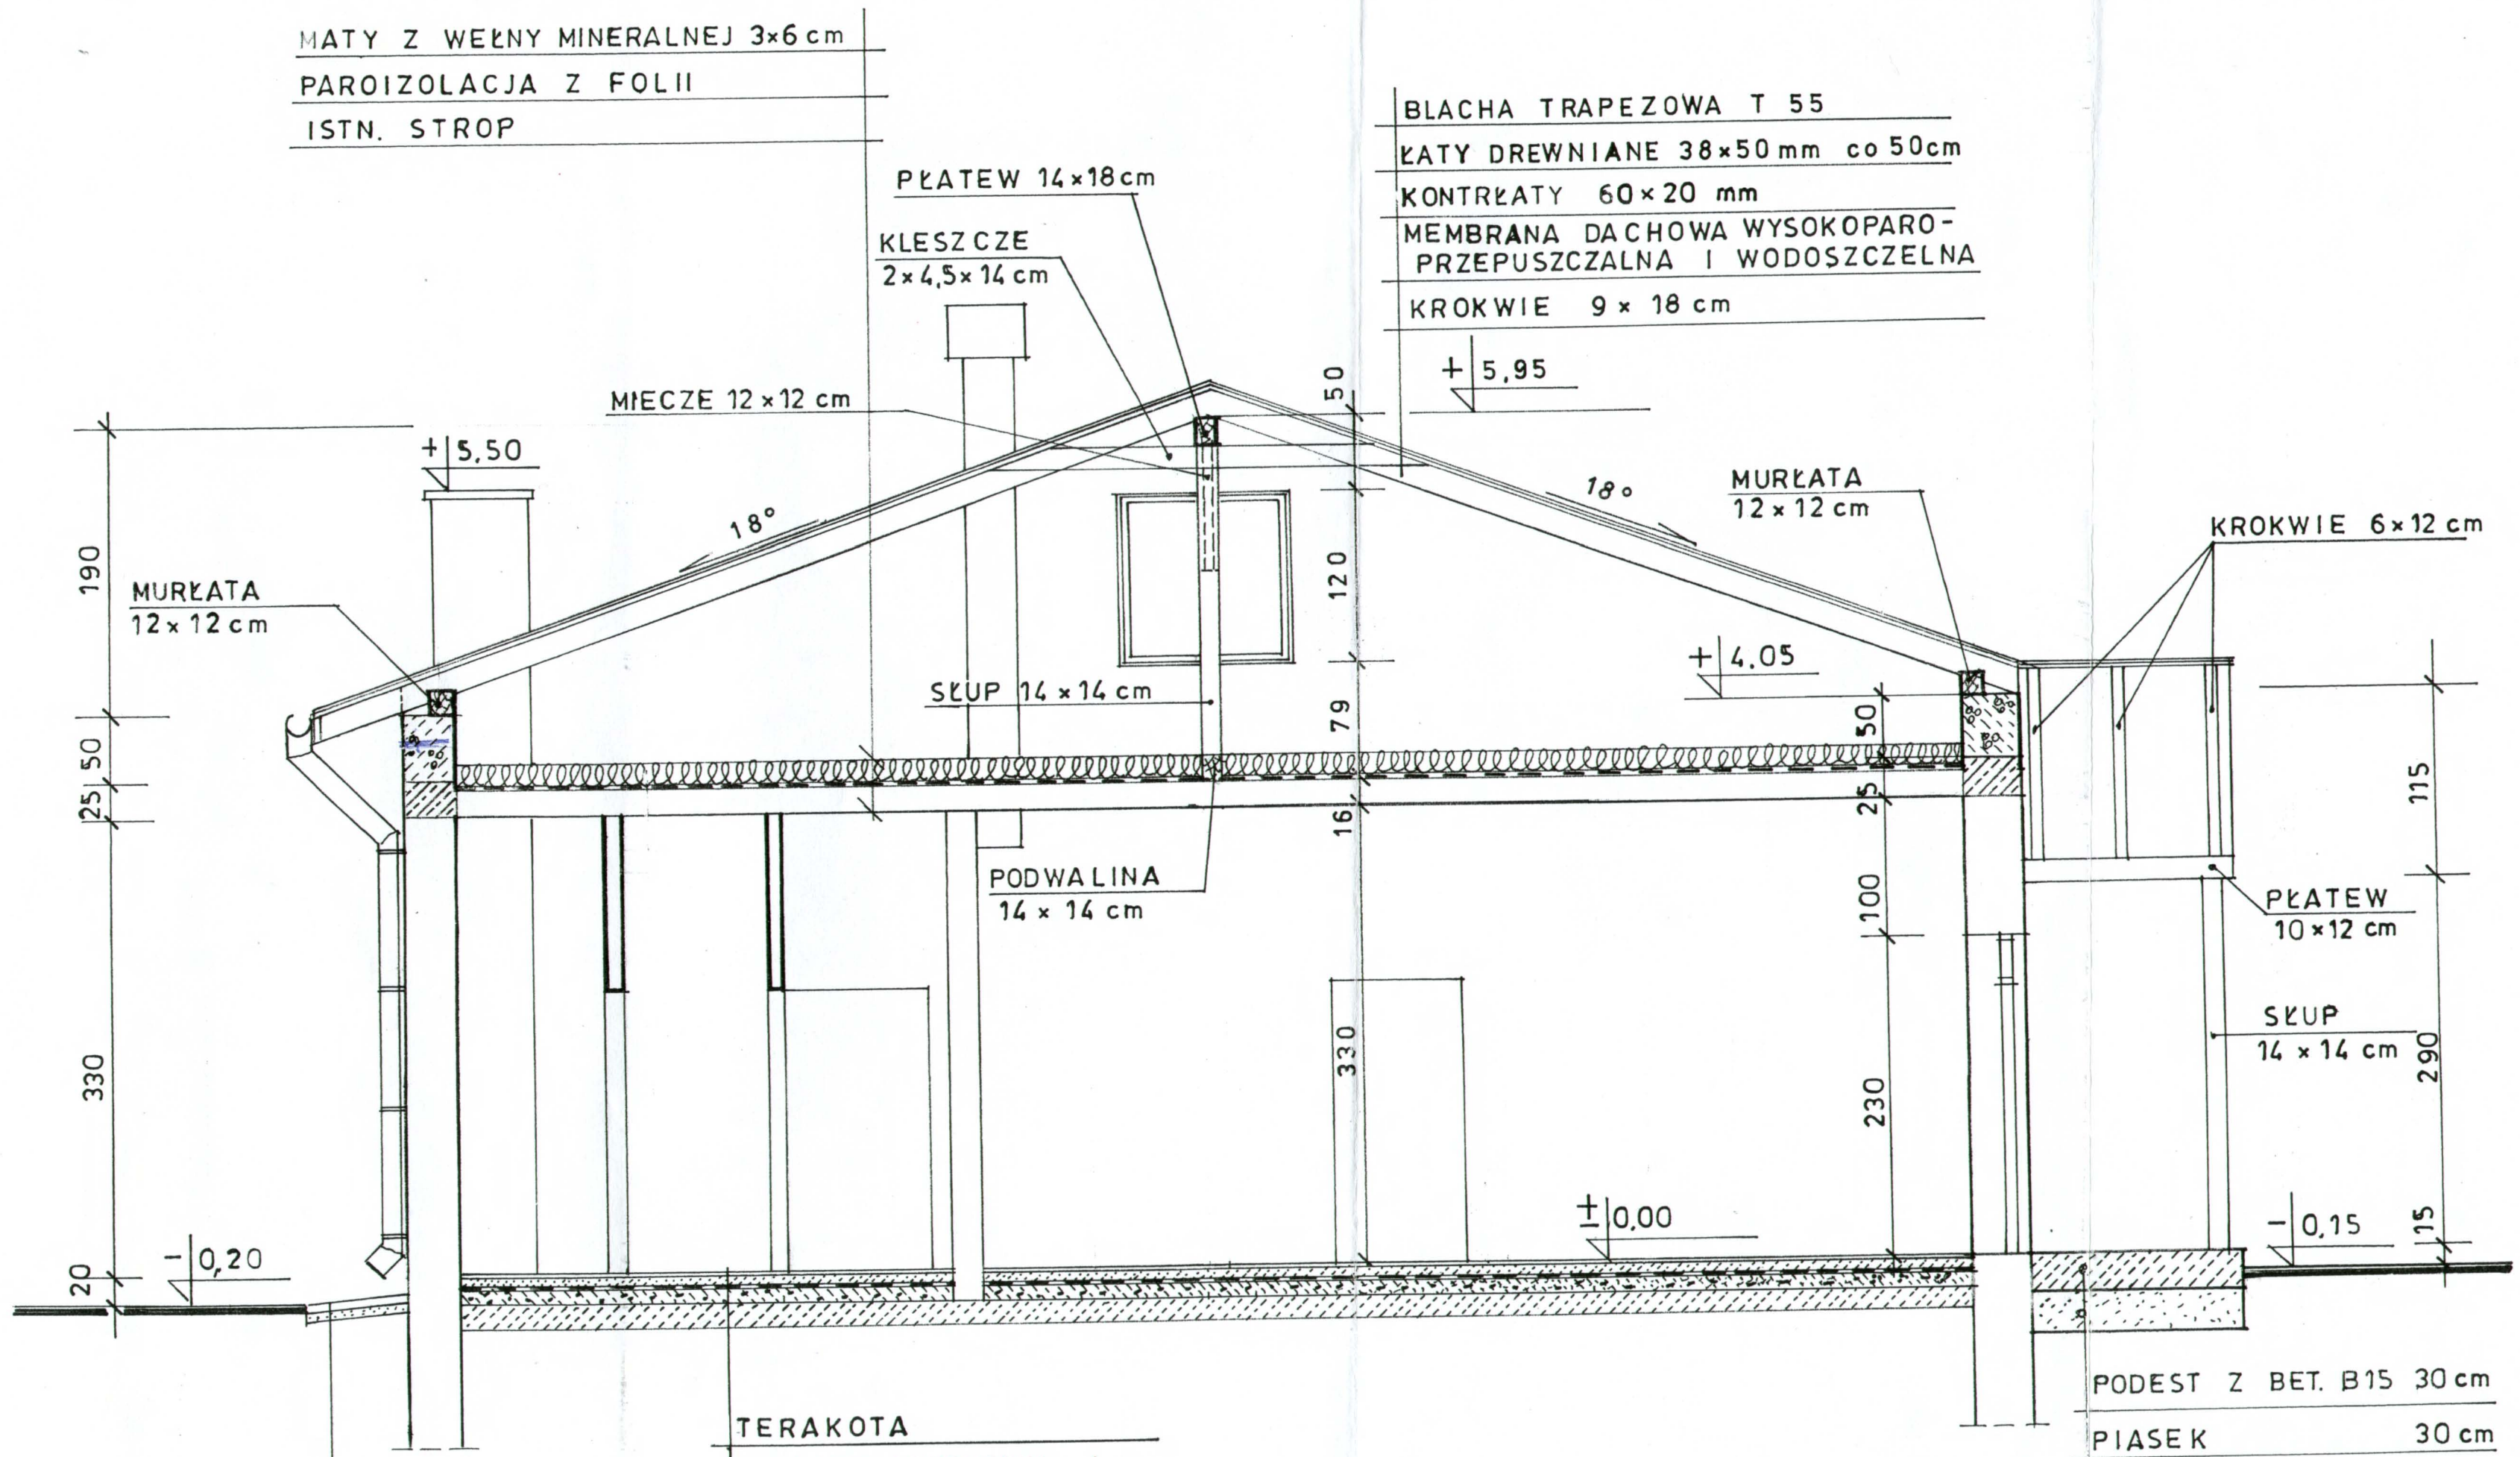 MATY Z WEŁNY MINERALNEJ 3×6 cm
PAROIZOLACJA Z FOLII
ISTN. STROP
BLACHA TRAPEZOWA T 55
ŁATY DREWNIANE 38×50 mm co 50cm
KONTRŁATY 60×20 mm
MEMBRANA DACHOWA WYSOKOPARO-
PRZEPUSZCZALNA I WODOSZCZELNA
KROKWIE 9 × 18 cm
PŁATEW 14×18 cm
KLESZCZE
2×4,5×14 cm
MIECZE 12×12 cm
+5,95
50
+5,50
18°
18°
MURŁATA
12×12 cm
KROKWIE 6×12 cm
190
MURŁATA
12×12 cm
120
+4,05
SŁUP 14×14 cm
79
50
50
25
16
25
115
PODWALINA
14 × 14 cm
100
PŁATEW
10×12 cm
SŁUP
14 × 14 cm
330
330
230
290
±0,00
-0,20
-0,15
15
20
TERAKOTA
PODEST Z BET. B15 30 cm
PIASEK 30 cm